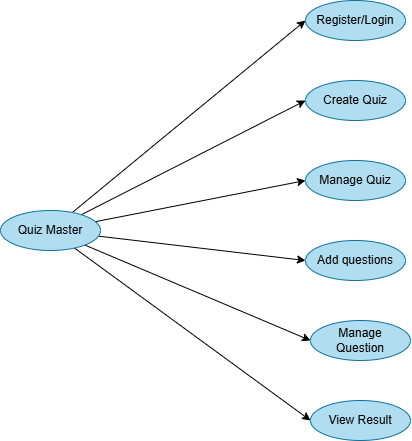 Register/Login
Create Quiz
Manage Quiz
Quiz Master
Add questions
Manage
Question
View Result